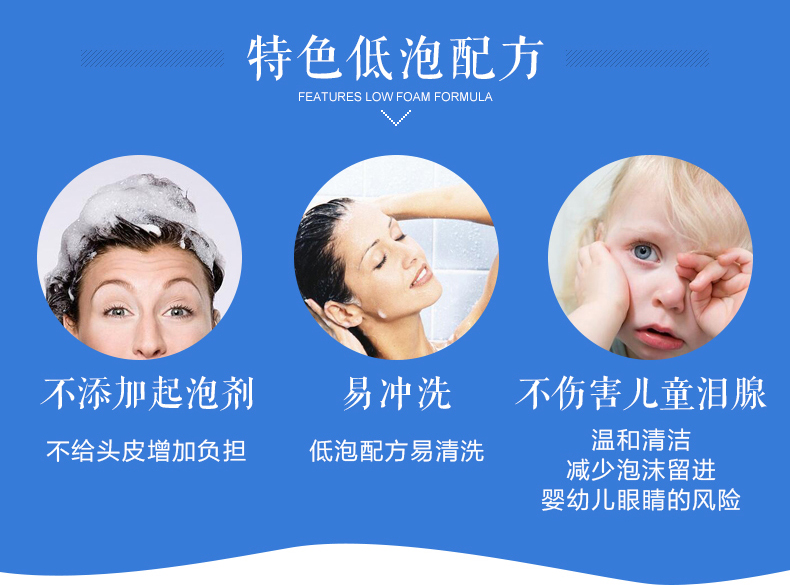 特色低泡配方
FEATURES LOW FOAM FORMULA
不添加起泡剂
不给头皮增加负担
易冲洗
低泡配方易清洗
不伤害儿童泪腺
温和清洁
减少泡沫留进
婴幼儿眼睛的风险